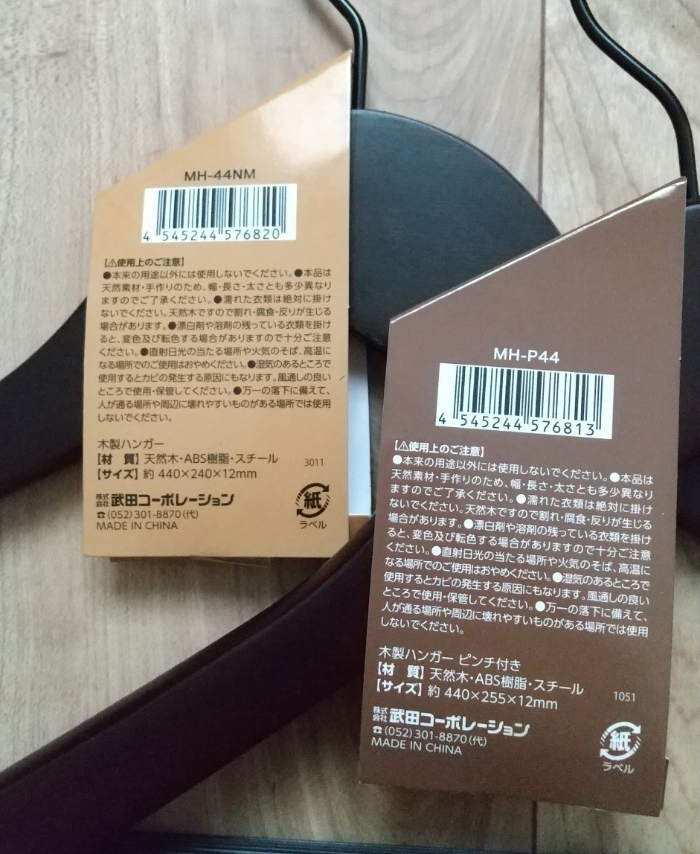 MH-44NM
4 545244 576820
【⚠使用上のご注意】
●本来の用途以外には使用しないでください。●本品は
天然素材・手作りのため、幅・長さ・太さとも多少異なり
ますのでご了承ください。●濡れた衣類は絶対に掛け
ないでください。天然木ですので割れ・腐食・反りが生じる
場合があります。●漂白剤や溶剤の残っている衣類を掛け
ると、変色及び転色する場合がありますので十分ご注意
ください。●直射日光の当たる場所や火気のそば、高温に
なる場所でのご使用はおやめください。●湿気のあるところで
使用するとカビの発生する原因にもなります。風通しの良い
ところで使用・保管してください。●万一の落下に備えて、
人が通る場所や周辺に壊れやすいものがある場所では使用
しないでください。
木製ハンガー
【材 質】天然木・ABS樹脂・スチール
【サイズ】約 440×240×12mm
3011
株式会社 武田コーポレーション
☎(052)301-8870(代)
MADE IN CHINA
紙
ラベル
MH-P44
4 545244 576813
【⚠使用上のご注意】
●本来の用途以外には使用しないでください。●本品は
天然素材・手作りのため、幅・長さ・太さとも多少異なり
ますのでご了承ください。●濡れた衣類は絶対に掛け
ないでください。天然木ですので割れ・腐食・反りが生じる
場合があります。●漂白剤や溶剤の残っている衣類を掛け
ると、変色及び転色する場合がありますので十分ご注意
ください。●直射日光の当たる場所や火気のそば、高温に
なる場所でのご使用はおやめください。●湿気のあるところで
使用するとカビの発生する原因にもなります。風通しの良い
ところで使用・保管してください。●万一の落下に備えて、
人が通る場所や周辺に壊れやすいものがある場所では使用
しないでください。
木製ハンガー ピンチ付き
【材 質】天然木・ABS樹脂・スチール
【サイズ】約 440×255×12mm
1051
株式会社 武田コーポレーション
☎(052)301-8870(代)
MADE IN CHINA
紙
ラベル